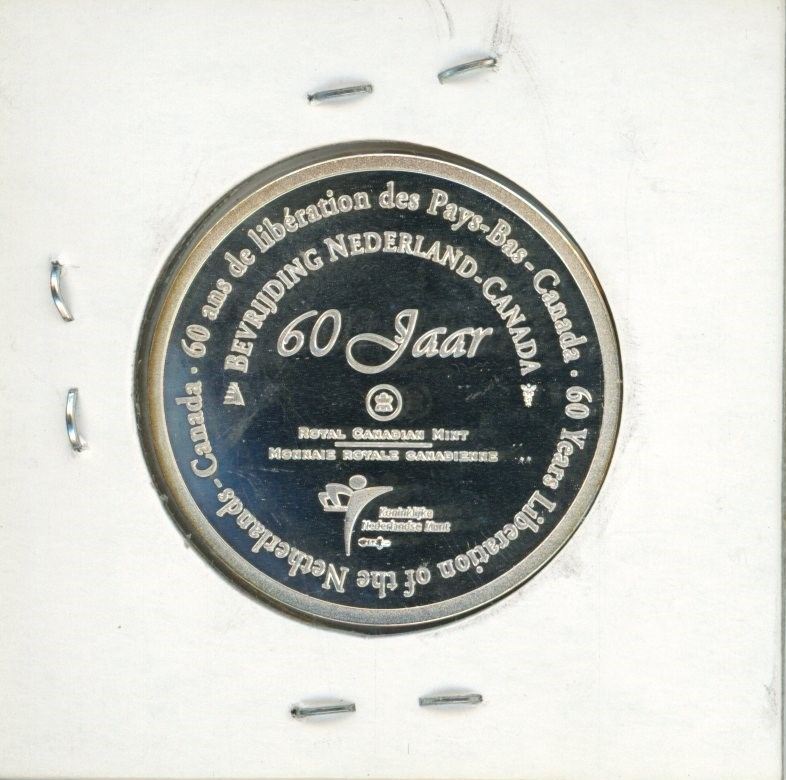 60 ans de libération des Pays-Bas - Canada · 60 Years Liberation of the Netherlands - Canada ·
BEVRIJDING NEDERLAND - CANADA
60 Jaar
ROYAL CANADIAN MINT
MONNAIE ROYALE CANADIENNE
Koninklijke
Nederlandse Munt